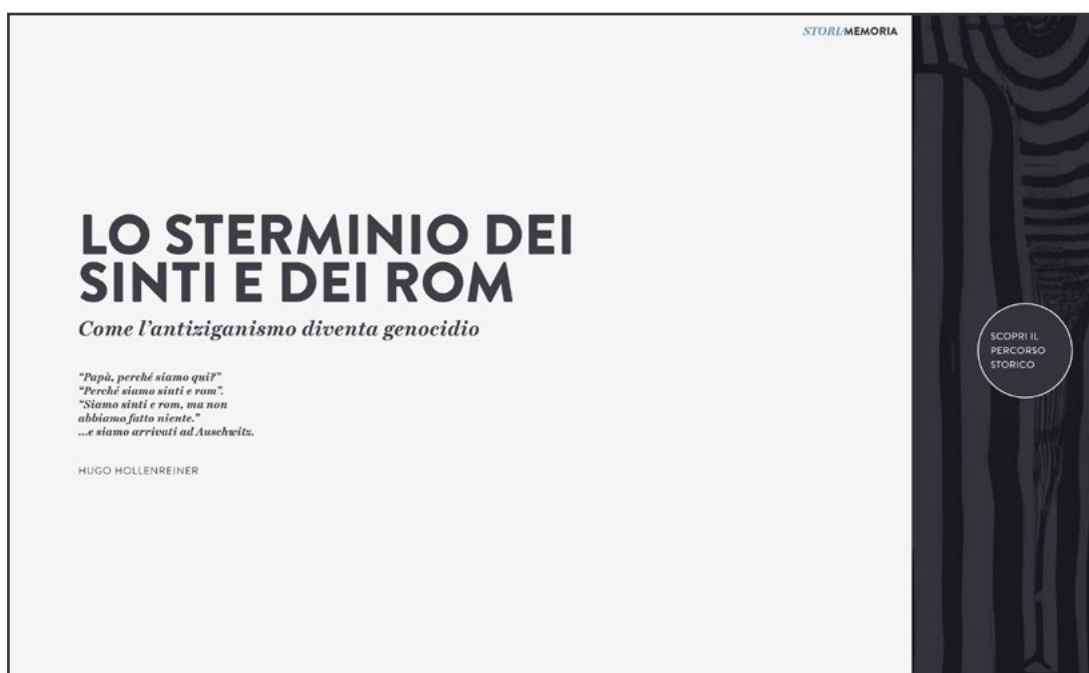 STORIAMEMORIA
LO STERMINIO DEI
SINTI E DEI ROM
Come l'antiziganismo diventa genocidio
“Papà, perché siamo qui?”
“Perché siamo sinti e rom”.
“Siamo sinti e rom, ma non
abbiamo fatto niente.”
...e siamo arrivati ad Auschwitz.
HUGO HOLLENREINER
SCOPRI IL
PERCORSO
STORICO